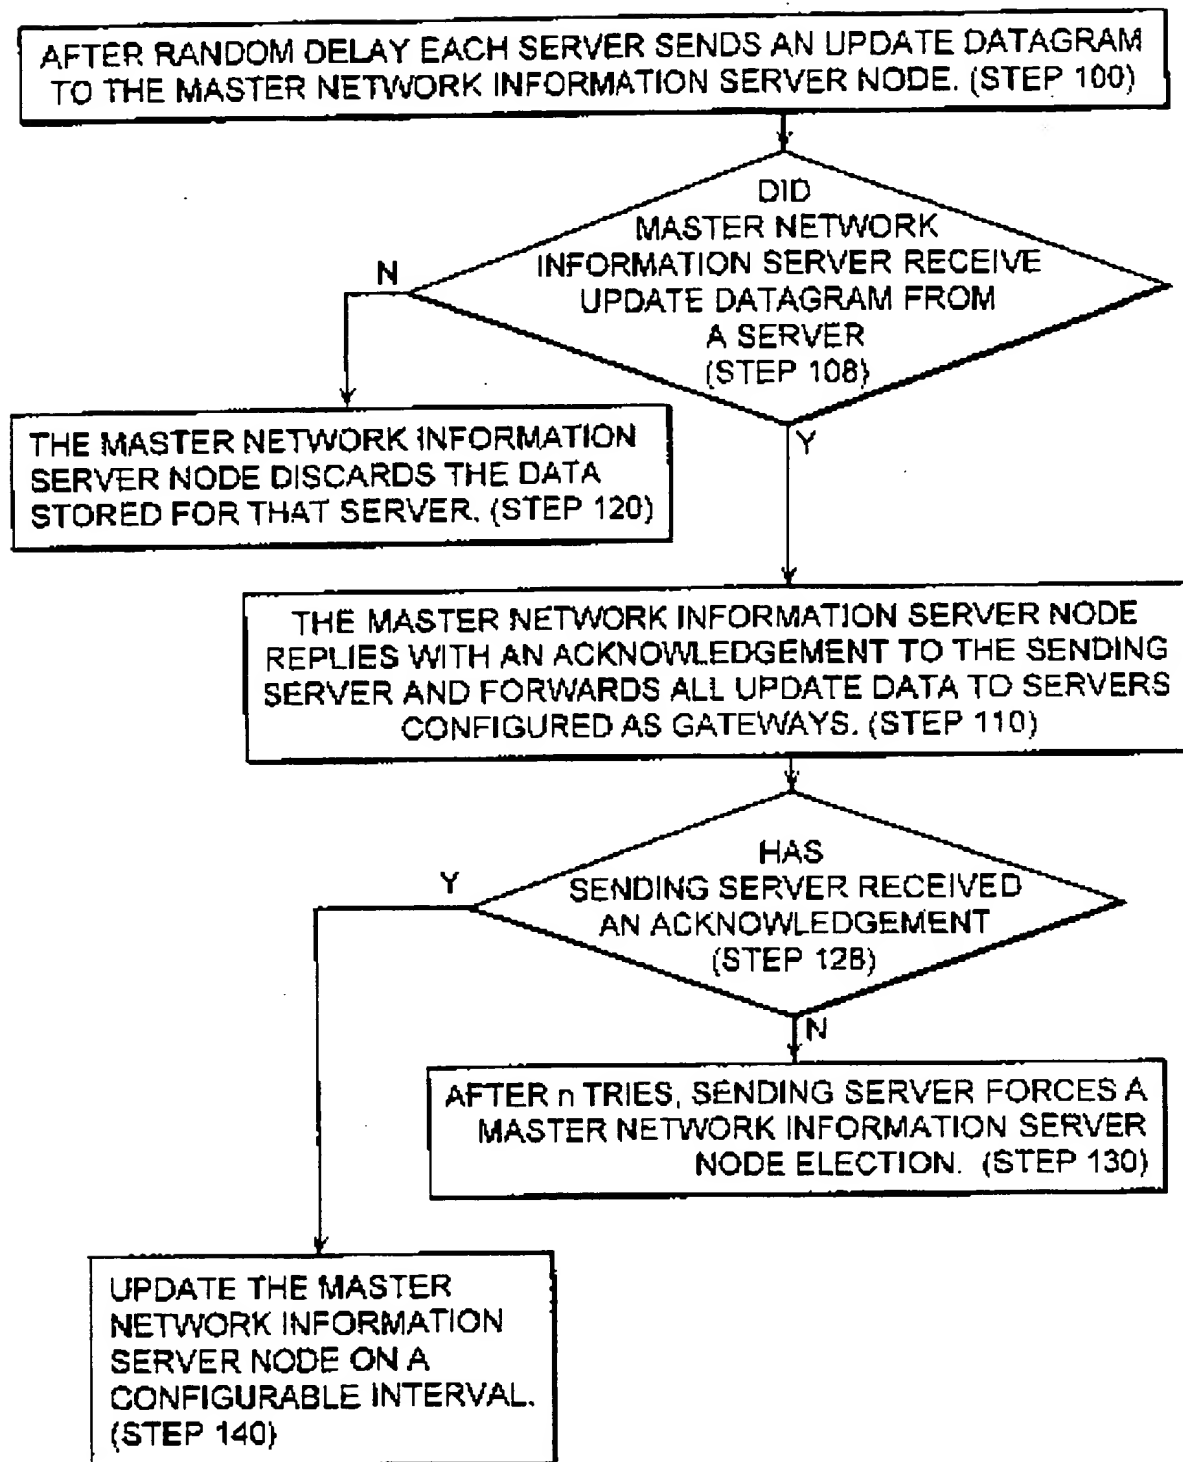 AFTER RANDOM DELAY EACH SERVER SENDS AN UPDATE DATAGRAM
TO THE MASTER NETWORK INFORMATION SERVER NODE. (STEP 100)
DID
MASTER NETWORK
INFORMATION SERVER RECEIVE
UPDATE DATAGRAM FROM
A SERVER
(STEP 108)
N
Y
THE MASTER NETWORK INFORMATION
SERVER NODE DISCARDS THE DATA
STORED FOR THAT SERVER. (STEP 120)
THE MASTER NETWORK INFORMATION SERVER NODE
REPLIES WITH AN ACKNOWLEDGEMENT TO THE SENDING
SERVER AND FORWARDS ALL UPDATE DATA TO SERVERS
CONFIGURED AS GATEWAYS. (STEP 110)
HAS
SENDING SERVER RECEIVED
AN ACKNOWLEDGEMENT
(STEP 128)
Y
N
AFTER n TRIES, SENDING SERVER FORCES A
MASTER NETWORK INFORMATION SERVER
NODE ELECTION. (STEP 130)
UPDATE THE MASTER
NETWORK INFORMATION
SERVER NODE ON A
CONFIGURABLE INTERVAL.
(STEP 140)